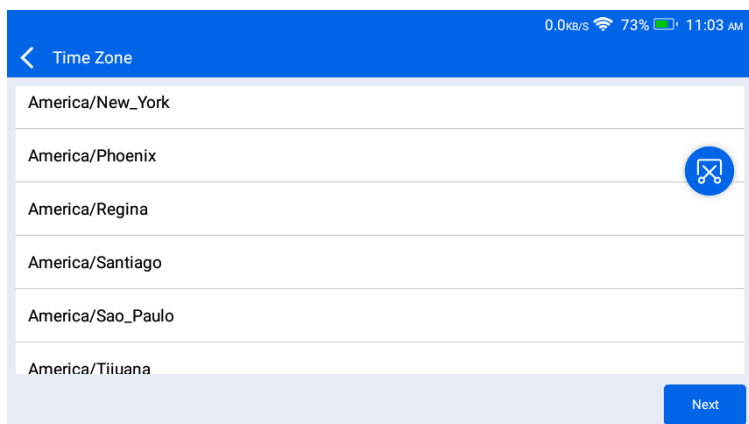 0.0KB/S 73% 11:03 AM
Time Zone
America/New_York
America/Phoenix
America/Regina
America/Santiago
America/Sao_Paulo
America/Tijuana
Next